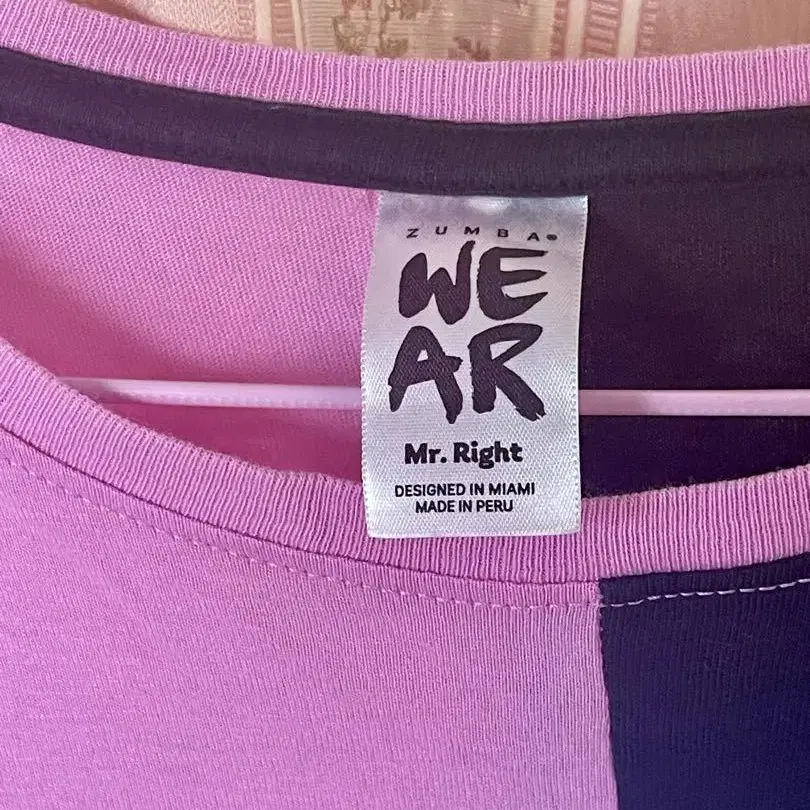 ZUMBA®
WE
AR
Mr. Right
DESIGNED IN MIAMI
MADE IN PERU